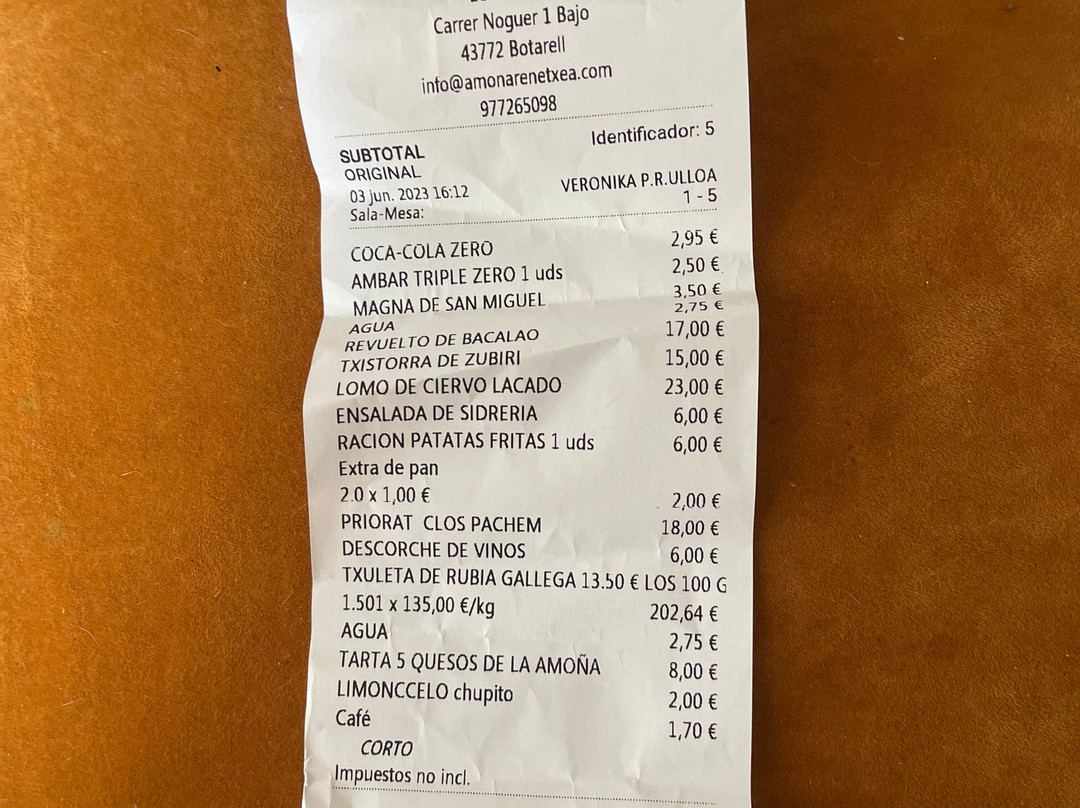 Carrer Noguer 1 Bajo
43772 Botarell
info@amonarenetxea.com
977265098
Identificador: 5
SUBTOTAL
ORIGINAL
03 jun. 2023 16:12 VERONIKA P.R.ULLOA
Sala-Mesa: 1 - 5
COCA-COLA ZERO 2,95 €
AMBAR TRIPLE ZERO 1 uds 2,50 €
MAGNA DE SAN MIGUEL 3,50 €
AGUA 2,75 €
REVUELTO DE BACALAO 17,00 €
TXISTORRA DE ZUBIRI 15,00 €
LOMO DE CIERVO LACADO 23,00 €
ENSALADA DE SIDRERIA 6,00 €
RACION PATATAS FRITAS 1 uds 6,00 €
Extra de pan
2.0 x 1,00 € 2,00 €
PRIORAT CLOS PACHEM 18,00 €
DESCORCHE DE VINOS 6,00 €
TXULETA DE RUBIA GALLEGA 13.50 € LOS 100 G
1.501 x 135,00 €/kg 202,64 €
AGUA 2,75 €
TARTA 5 QUESOS DE LA AMOÑA 8,00 €
LIMONCCELO chupito 2,00 €
Café 1,70 €
CORTO
Impuestos no incl.